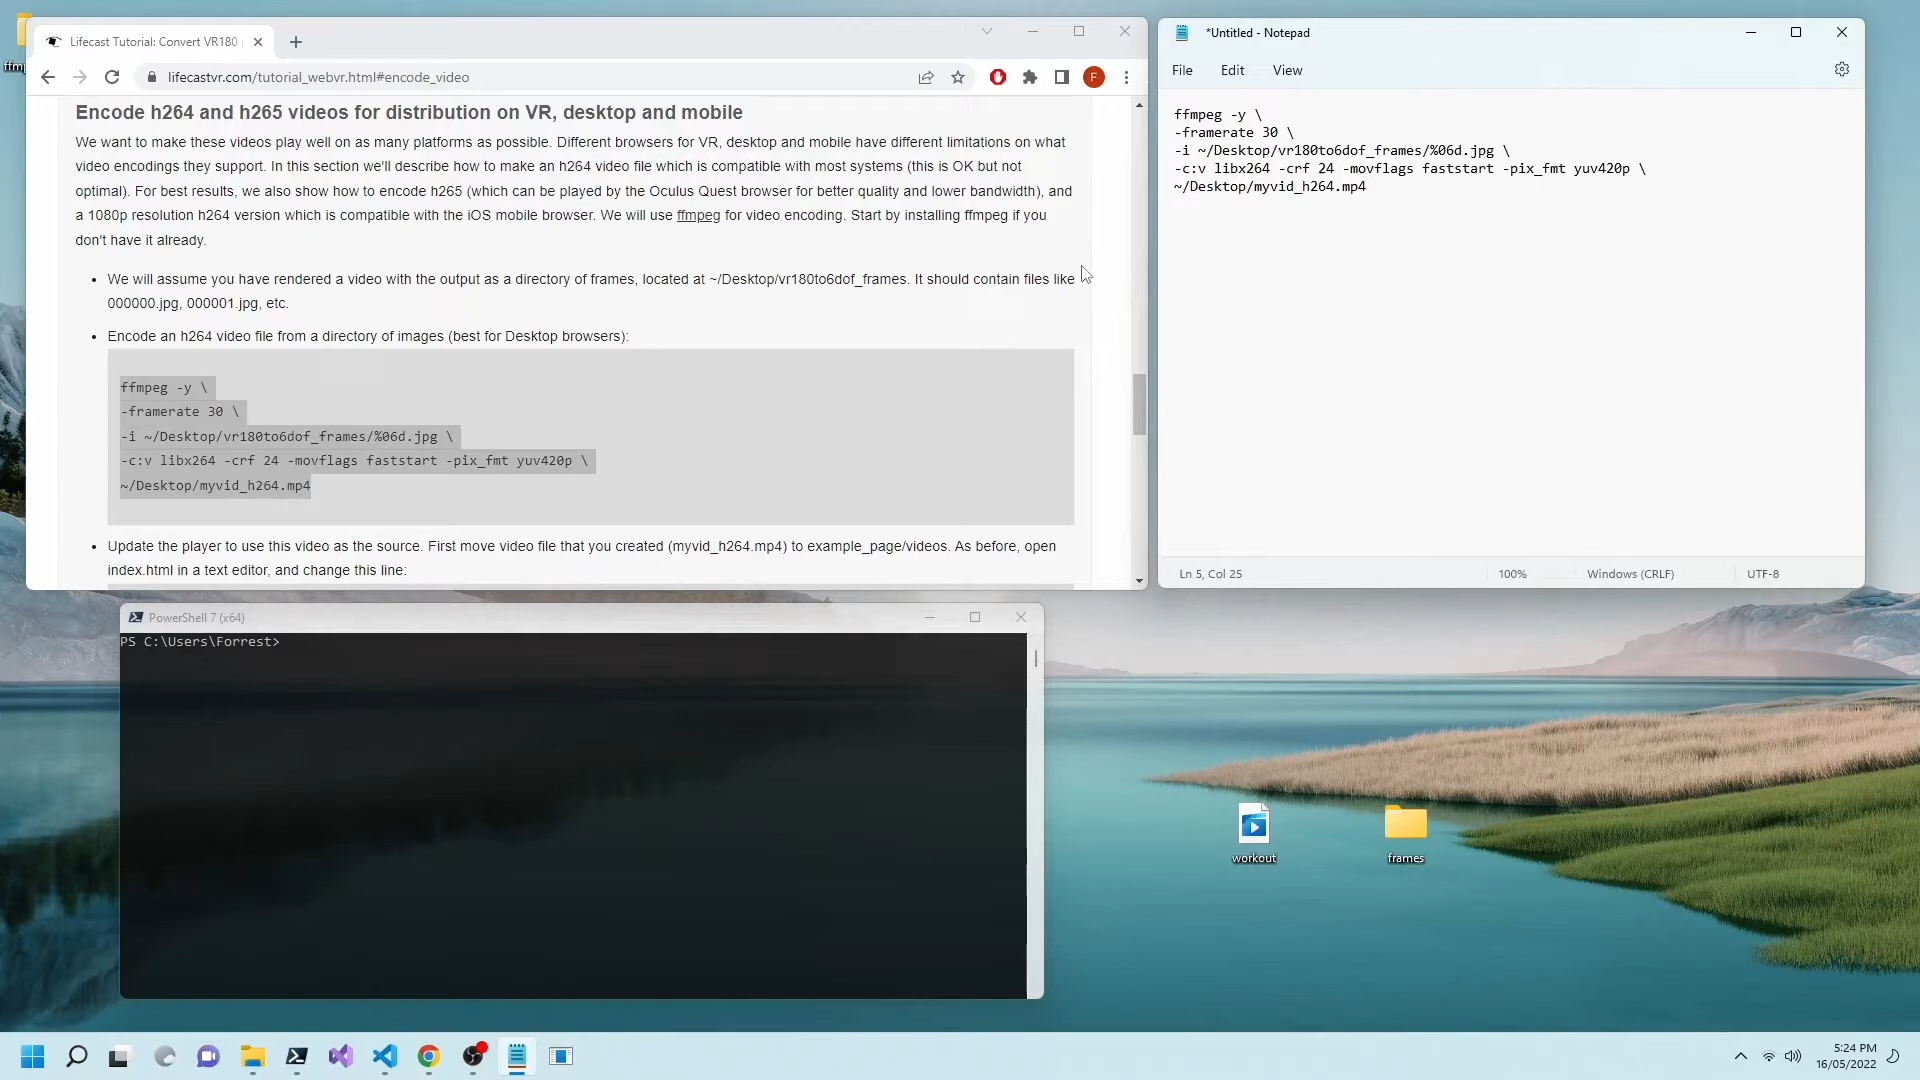 Lifecast Tutorial: Convert VR180
lifecastvr.com/tutorial_webvr.html#encode_video
F
Encode h264 and h265 videos for distribution on VR, desktop and mobile
We want to make these videos play well on as many platforms as possible. Different browsers for VR, desktop and mobile have different limitations on what
video encodings they support. In this section we'll describe how to make an h264 video file which is compatible with most systems (this is OK but not
optimal). For best results, we also show how to encode h265 (which can be played by the Oculus Quest browser for better quality and lower bandwidth), and
a 1080p resolution h264 version which is compatible with the iOS mobile browser. We will use ffmpeg for video encoding. Start by installing ffmpeg if you
don't have it already.
• We will assume you have rendered a video with the output as a directory of frames, located at ~/Desktop/vr180to6dof_frames. It should contain files like
000000.jpg, 000001.jpg, etc.
• Encode an h264 video file from a directory of images (best for Desktop browsers):
ffmpeg -y \
-framerate 30 \
-i ~/Desktop/vr180to6dof_frames/%06d.jpg \
-c:v libx264 -crf 24 -movflags faststart -pix_fmt yuv420p \
~/Desktop/myvid_h264.mp4
• Update the player to use this video as the source. First move video file that you created (myvid_h264.mp4) to example_page/videos. As before, open
index.html in a text editor, and change this line:
*Untitled - Notepad
File Edit View
ffmpeg -y \
-framerate 30 \
-i ~/Desktop/vr180to6dof_frames/%06d.jpg \
-c:v libx264 -crf 24 -movflags faststart -pix_fmt yuv420p \
~/Desktop/myvid_h264.mp4
Ln 5, Col 25 100% Windows (CRLF) UTF-8
PowerShell 7 (x64)
PS C:\Users\Forrest>
workout
frames
5:24 PM
16/05/2022